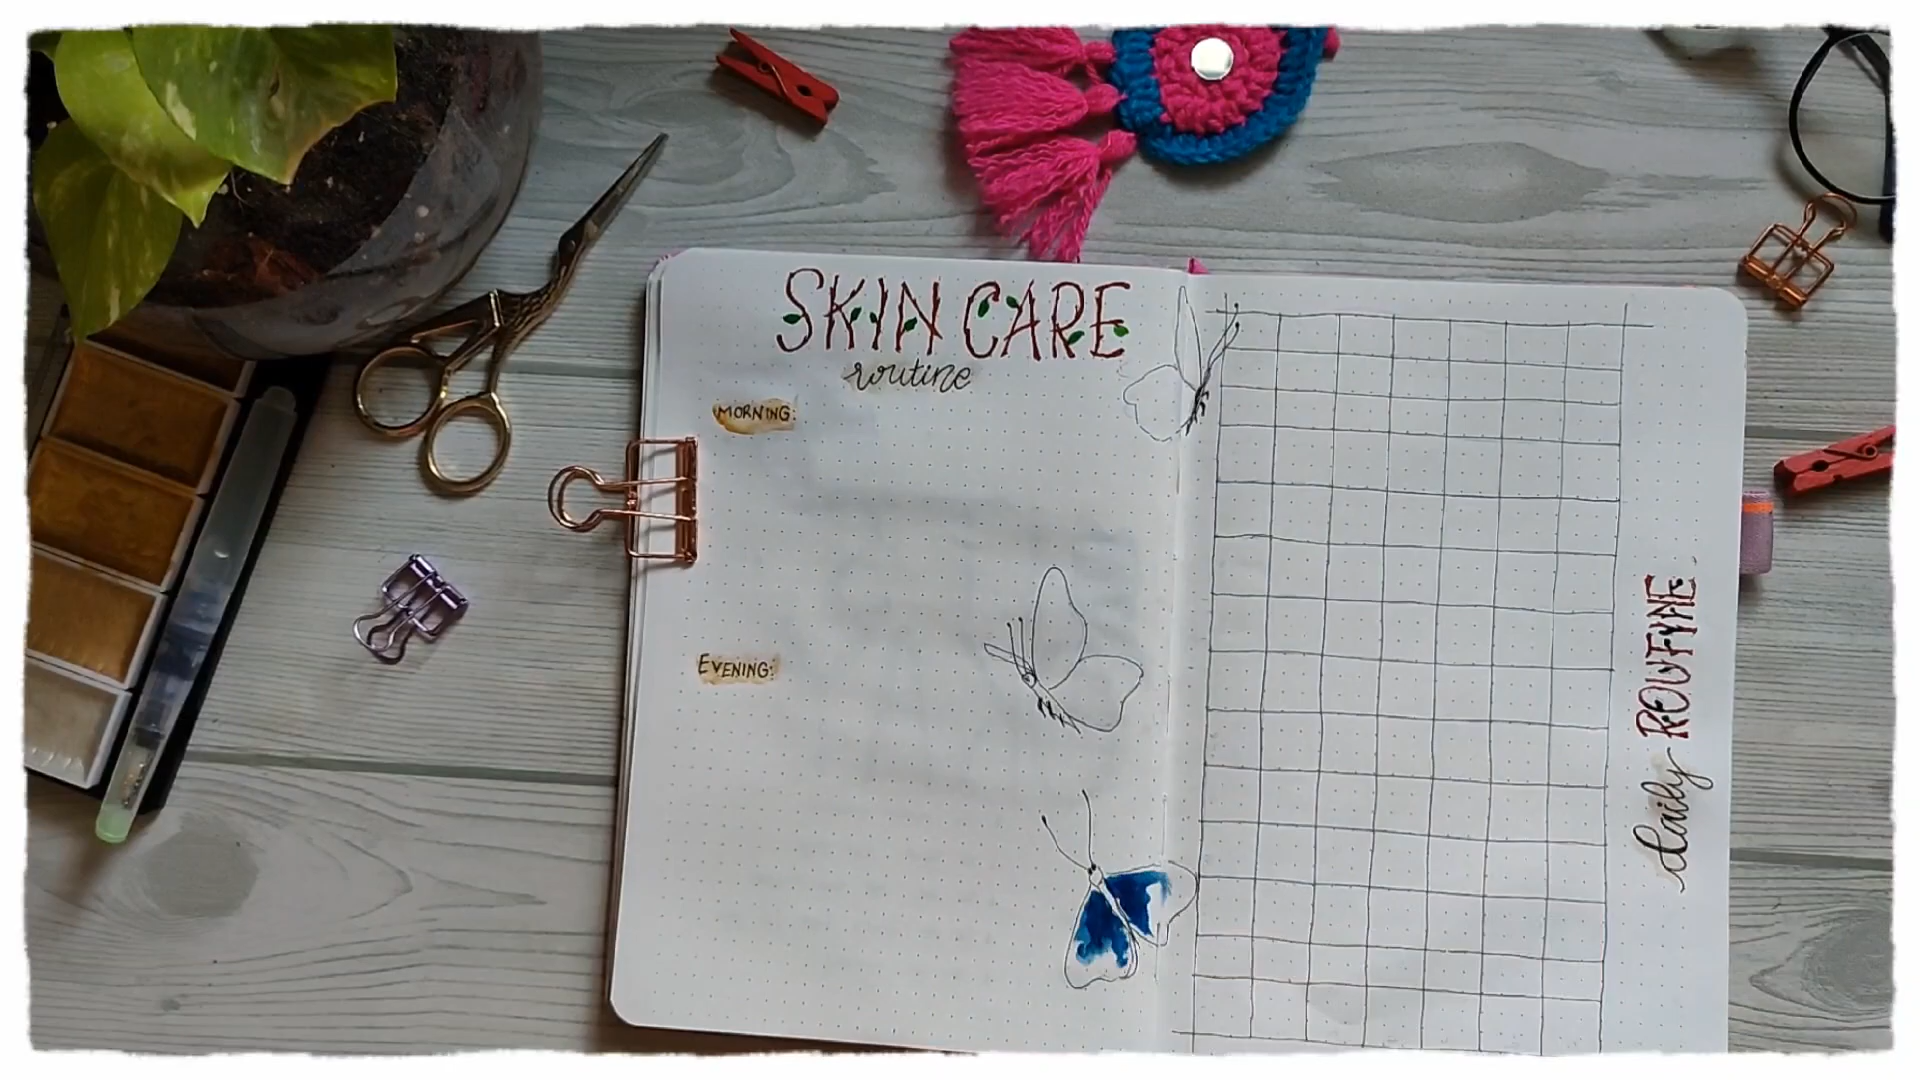 SKIN CARE
routine
MORNING:
EVENING:
daily ROUTINE